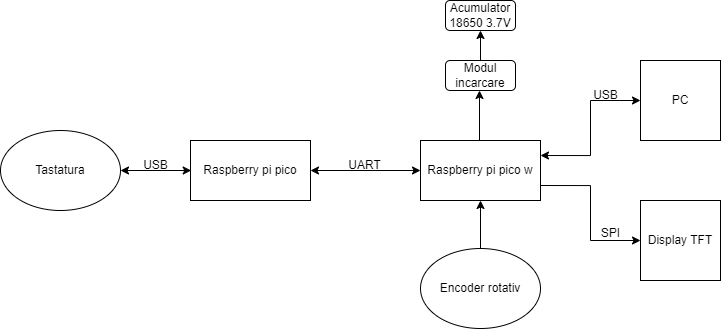 Acumulator
18650 3.7V
Modul
incarcare
USB
PC
Tastatura
USB
Raspberry pi pico
UART
Raspberry pi pico w
SPI
Display TFT
Encoder rotativ